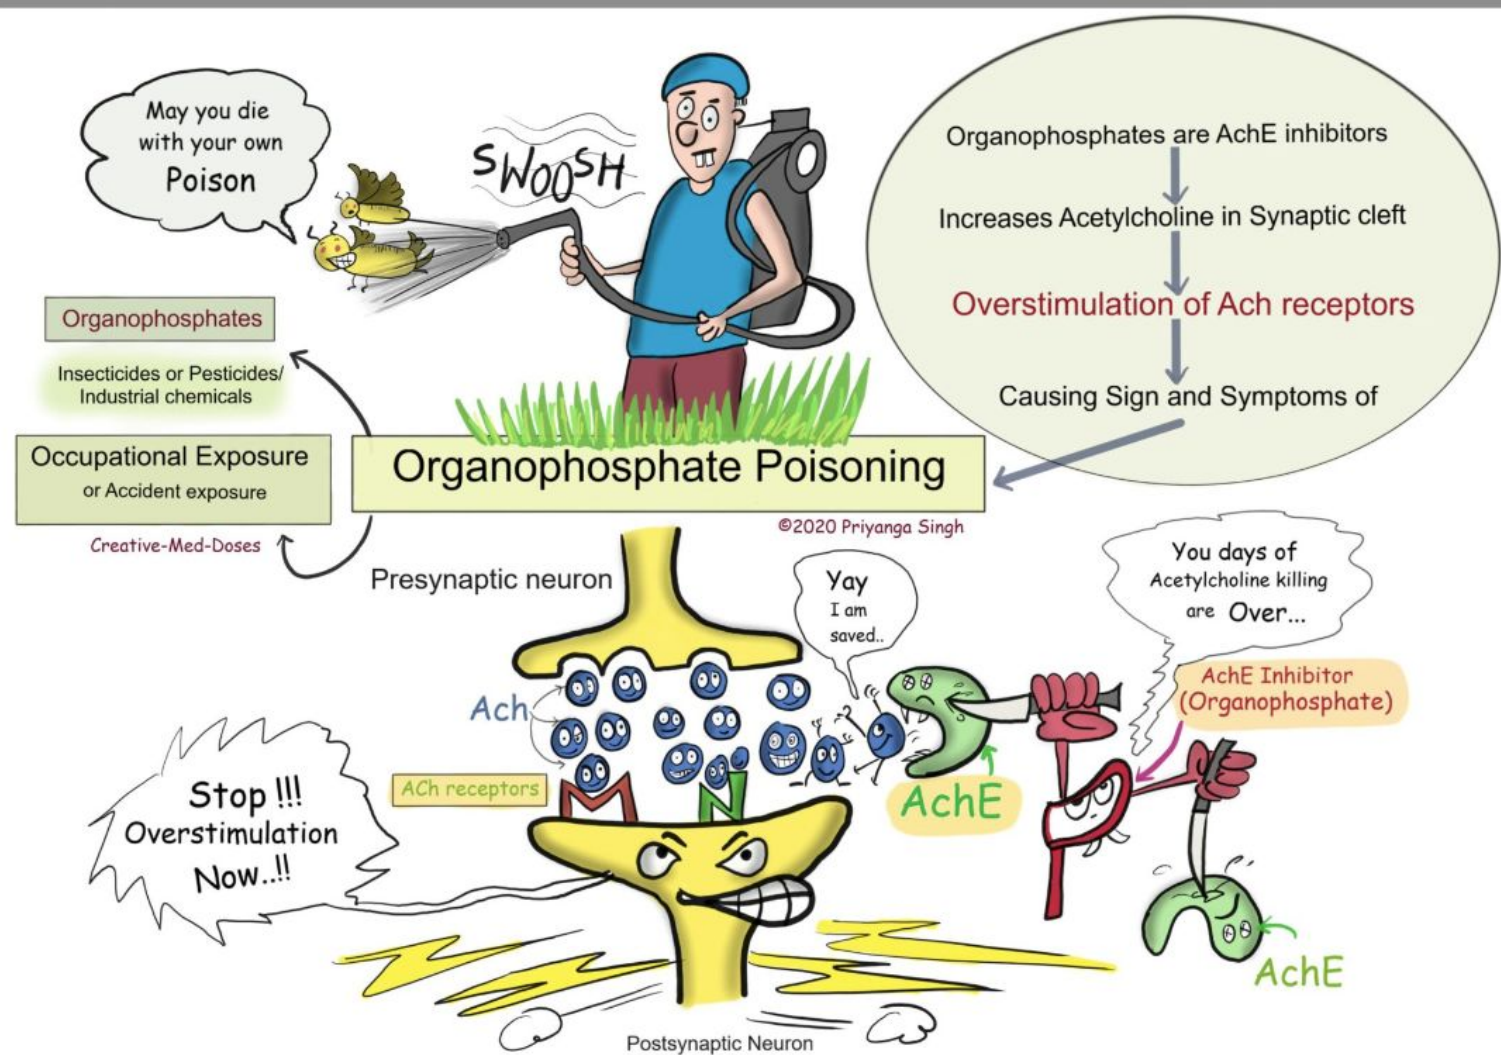 May you die
with your own
Poison
SWOOSH
Organophosphates are AchE inhibitors
Increases Acetylcholine in Synaptic cleft
Overstimulation of Ach receptors
Causing Sign and Symptoms of
Organophosphates
Insecticides or Pesticides/
Industrial chemicals
Occupational Exposure
or Accident exposure
Creative-Med-Doses
Organophosphate Poisoning
©2020 Priyanga Singh
Presynaptic neuron
Yay
I am
saved..
You days of
Acetylcholine killing
are Over...
AchE Inhibitor
(Organophosphate)
Ach
ACh receptors
M N
AchE
Stop !!!
Overstimulation
Now..!!
AchE
Postsynaptic Neuron